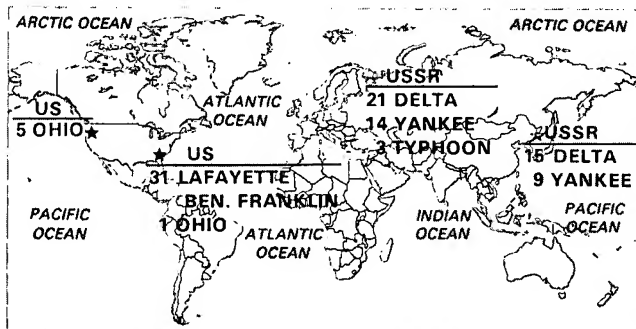 ARCTIC OCEAN
ARCTIC OCEAN
US
5 OHIO
ATLANTIC
OCEAN
USSR
21 DELTA
14 YANKEE
3 TYPHOON
USSR
15 DELTA
9 YANKEE
US
31 LAFAYETTE
BEN. FRANKLIN
1 OHIO
PACIFIC
OCEAN
ATLANTIC
OCEAN
INDIAN
OCEAN
PACIFIC
OCEAN